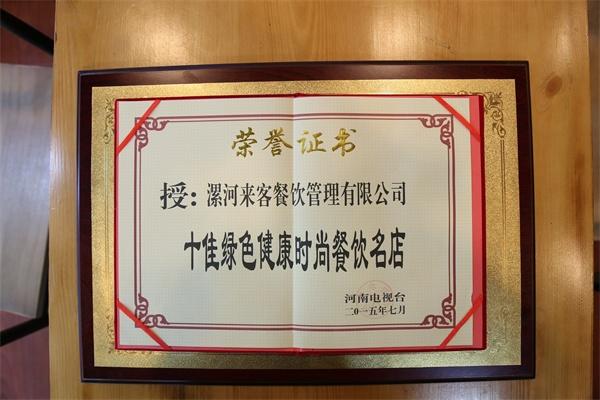 荣誉证书
授：漯河来客餐饮管理有限公司
十佳绿色健康时尚餐饮名店
河南电视台
二〇一五年七月